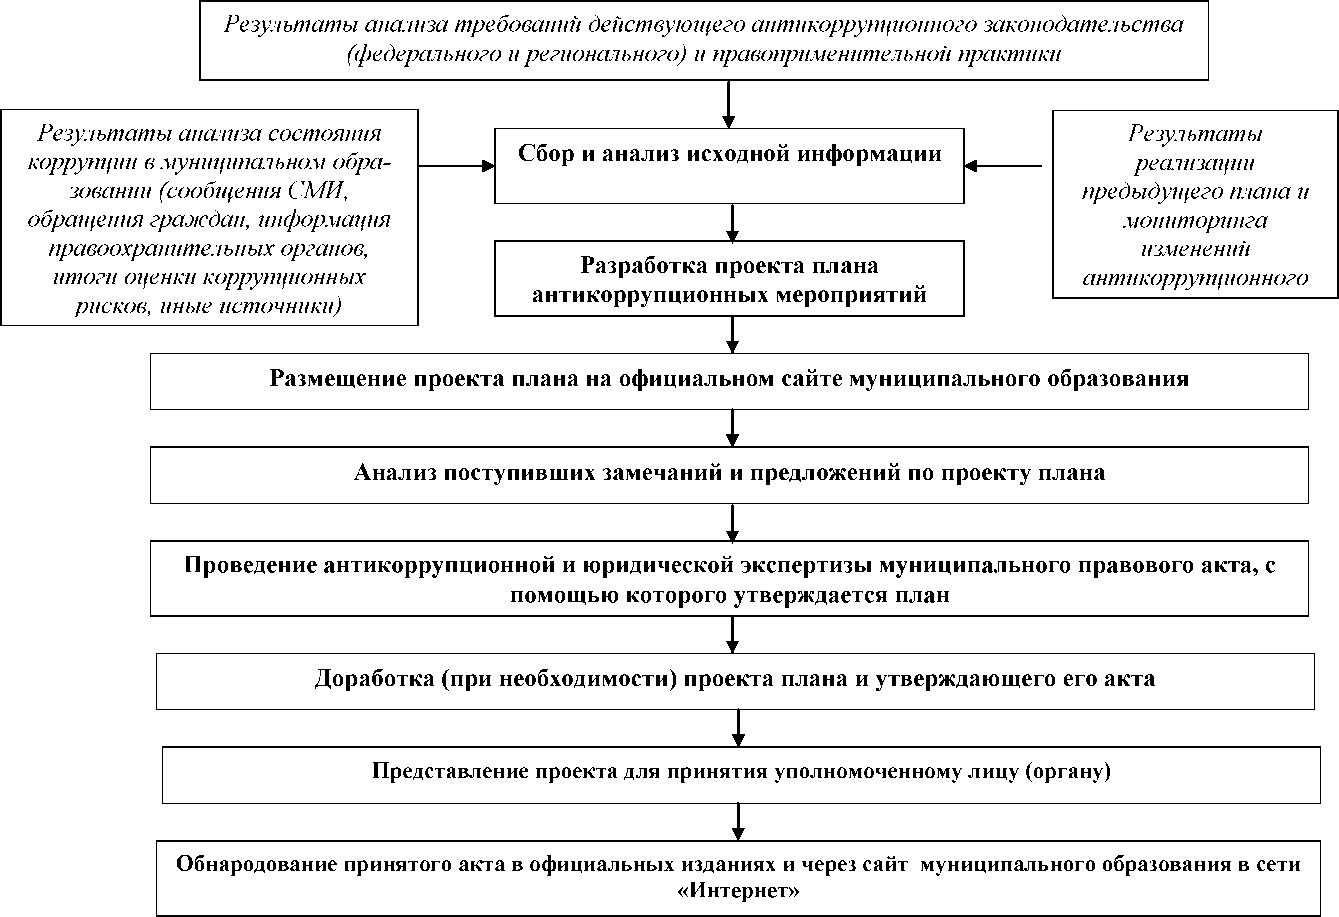 Результаты анализа требований действующего антикоррупционного законодательства
(федерального и регионального) и правоприменительной практики
Результаты анализа состояния
коррупции в муниципальном обра-
зовании (сообщения СМИ,
обращения граждан, информация
правоохранительных органов,
итоги оценки коррупционных
рисков, иные источники)
Сбор и анализ исходной информации
Результаты
реализации
предыдущего плана и
мониторинга
изменений
антикоррупционного
Разработка проекта плана
антикоррупционных мероприятий
Размещение проекта плана на официальном сайте муниципального образования
Анализ поступивших замечаний и предложений по проекту плана
Проведение антикоррупционной и юридической экспертизы муниципального правового акта, с
помощью которого утверждается план
Доработка (при необходимости) проекта плана и утверждающего его акта
Представление проекта для принятия уполномоченному лицу (органу)
Обнародование принятого акта в официальных изданиях и через сайт муниципального образования в сети
«Интернет»